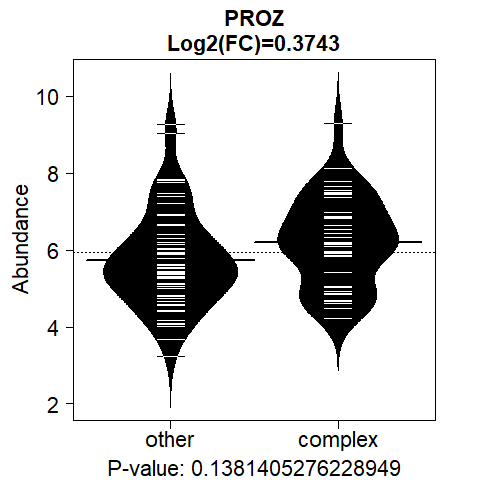 PROZ
Log2(FC)=0.3743
Abundance
10
8
6
4
2
other complex
P-value: 0.1381405276228949